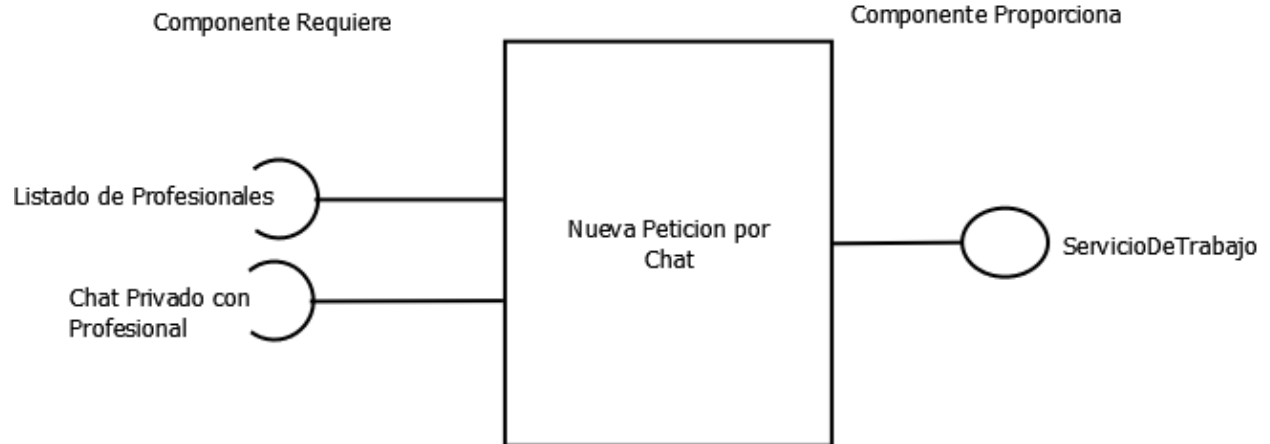 Componente Requiere
Componente Proporciona
Listado de Profesionales
Chat Privado con
Profesional
Nueva Peticion por
Chat
ServicioDeTrabajo